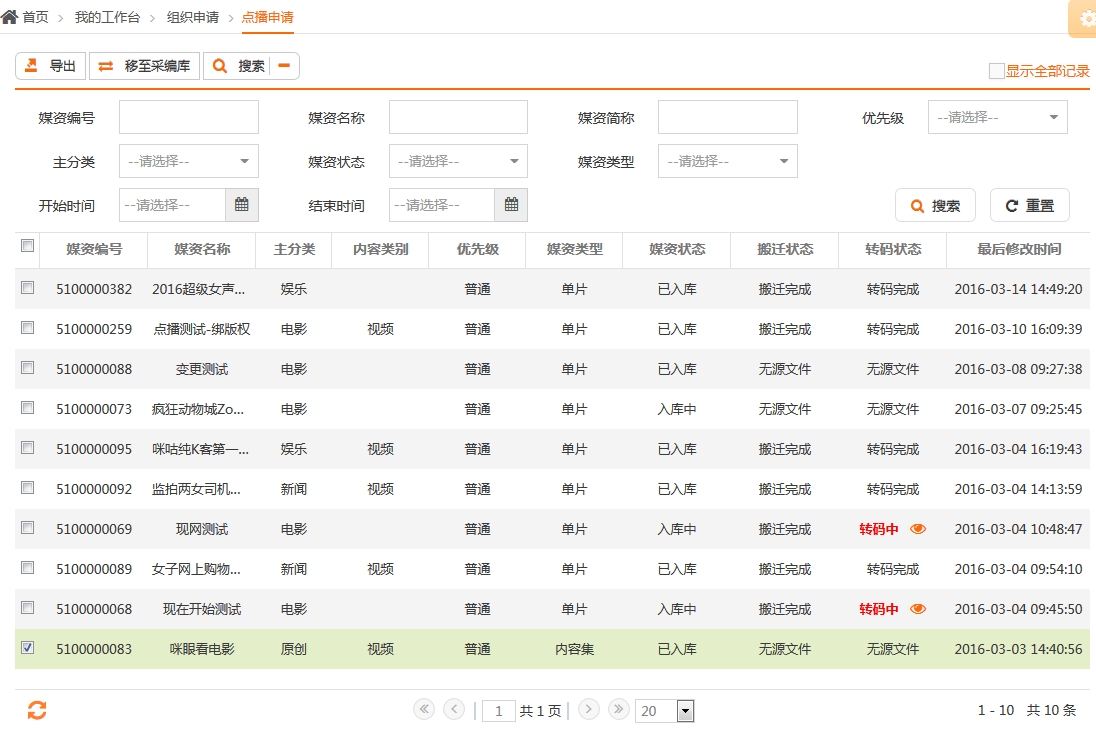 首页 我的工作台 组织申请 点播申请
导出 移至采编库 搜索 显示全部记录
媒资编号 媒资名称 媒资简称 优先级 --请选择--
主分类 --请选择-- 媒资状态 --请选择-- 媒资类型 --请选择--
开始时间 --请选择-- 结束时间 --请选择-- 搜索 重置
媒资编号 媒资名称 主分类 内容类别 优先级 媒资类型 媒资状态 搬迁状态 转码状态 最后修改时间
5100000382 2016超级女声... 娱乐 普通 单片 已入库 搬迁完成 转码完成 2016-03-14 14:49:20
5100000259 点播测试-绑版权 电影 视频 普通 单片 已入库 搬迁完成 转码完成 2016-03-10 16:09:39
5100000088 变更测试 电影 普通 单片 已入库 无源文件 无源文件 2016-03-08 09:27:38
5100000073 疯狂动物城Zo... 电影 普通 单片 入库中 无源文件 无源文件 2016-03-07 09:25:45
5100000095 咪咕纯K客第一... 娱乐 视频 普通 单片 已入库 搬迁完成 转码完成 2016-03-04 16:19:43
5100000092 监拍两女司机... 新闻 视频 普通 单片 已入库 搬迁完成 转码完成 2016-03-04 14:13:59
5100000069 现网测试 电影 普通 单片 入库中 搬迁完成 转码中 2016-03-04 10:48:47
5100000089 女子网上购物... 新闻 视频 普通 单片 已入库 搬迁完成 转码完成 2016-03-04 09:54:10
5100000068 现在开始测试 电影 普通 单片 入库中 搬迁完成 转码中 2016-03-04 09:45:50
5100000083 咪眼看电影 原创 视频 普通 内容集 已入库 无源文件 无源文件 2016-03-03 14:40:56
1 共 1 页 20 1 - 10 共 10 条